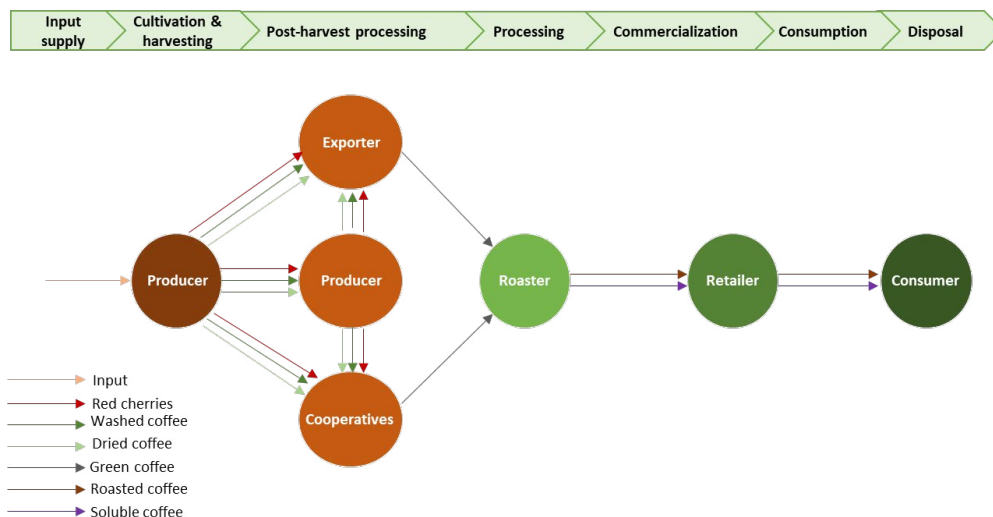 Input
supply
Cultivation &
harvesting
Post-harvest processing
Processing
Commercialization
Consumption
Disposal
Exporter
Producer
Producer
Roaster
Retailer
Consumer
Cooperatives
Input
Red cherries
Washed coffee
Dried coffee
Green coffee
Roasted coffee
Soluble coffee